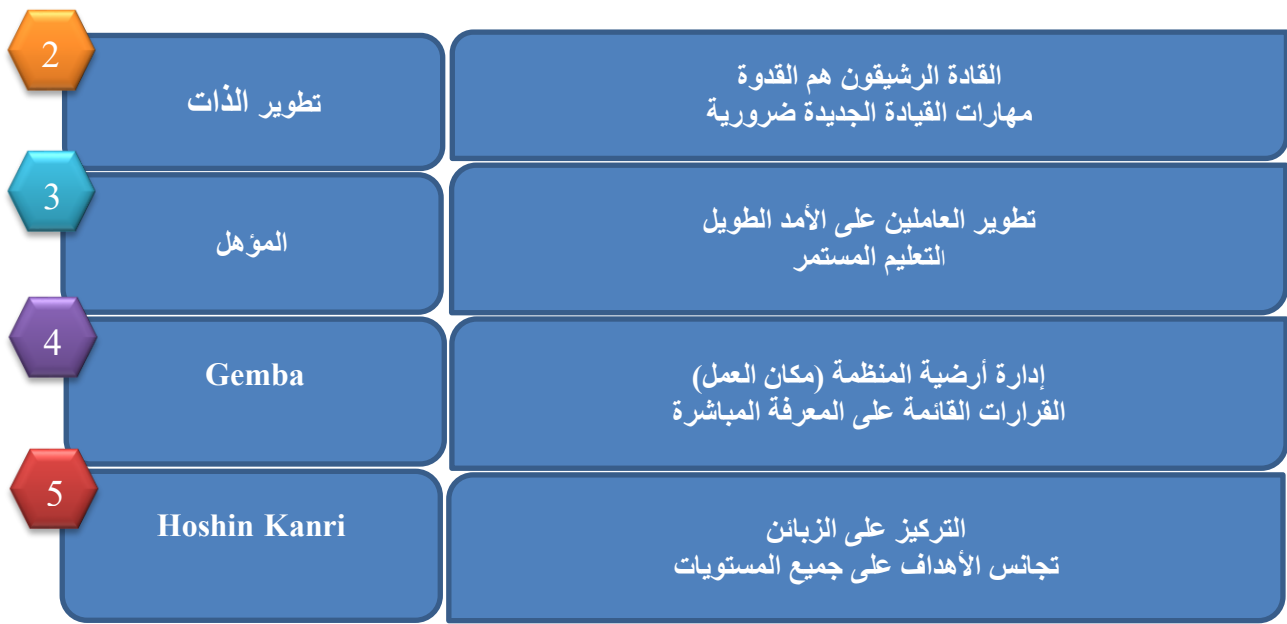 2
تطوير الذات
القادة الرشيقون هم القدوة
مهارات القيادة الجديدة ضرورية
3
المؤهل
تطوير العاملين على الأمد الطويل
التعليم المستمر
4
Gemba
إدارة أرضية المنظمة (مكان العمل)
القرارات القائمة على المعرفة المباشرة
5
Hoshin Kanri
التركيز على الزبائن
تجانس الأهداف على جميع المستويات